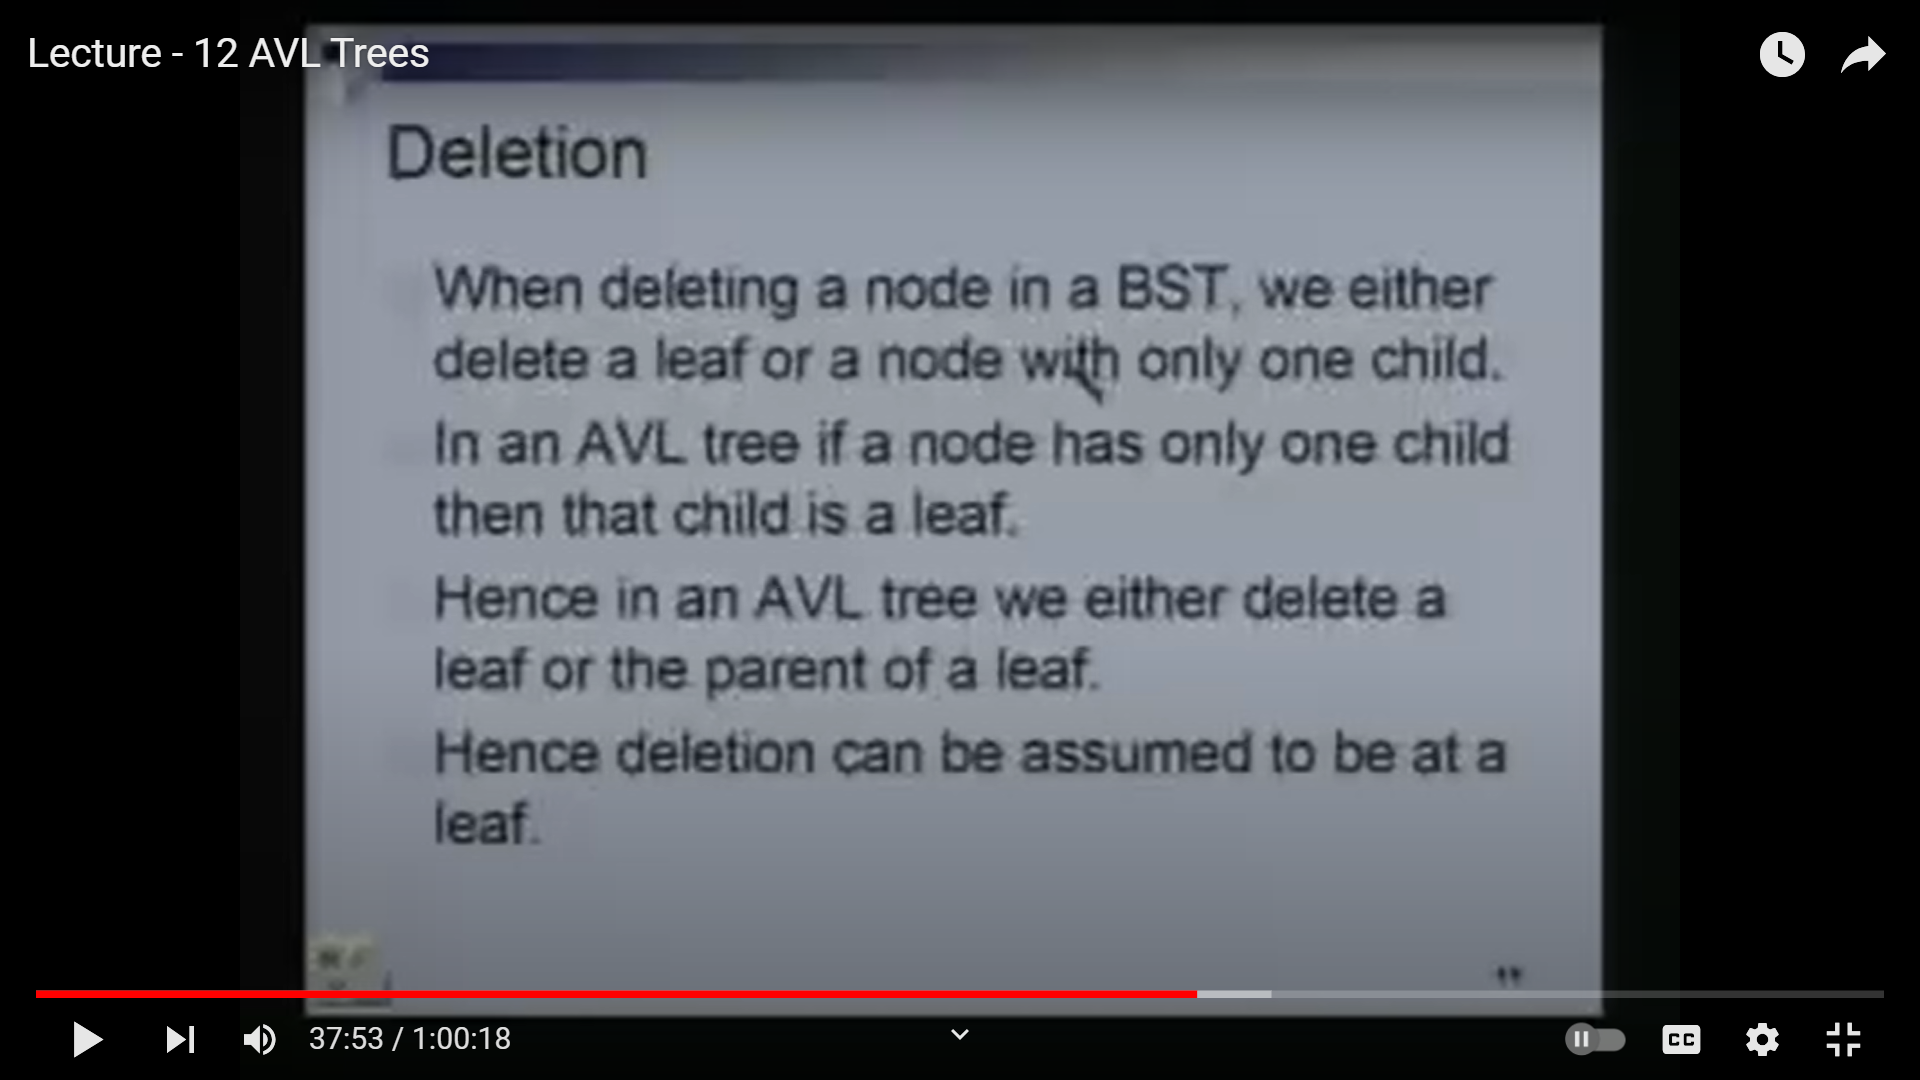 Lecture - 12 AVL Trees
Deletion
When deleting a node in a BST, we either
delete a leaf or a node with only one child.
In an AVL tree if a node has only one child
then that child is a leaf.
Hence in an AVL tree we either delete a
leaf or the parent of a leaf.
Hence deletion can be assumed to be at a
leaf.
37:53 / 1:00:18
CC